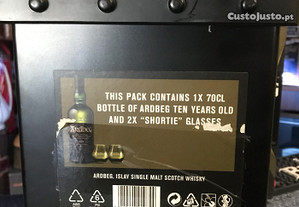 CustoJusto.pt
THIS PACK CONTAINS 1X 70CL
BOTTLE OF ARDBEG TEN YEARS OLD
AND 2X “SHORTIE” GLASSES
ARDBEG
ARDBEG, ISLAY SINGLE MALT SCOTCH WHISKY